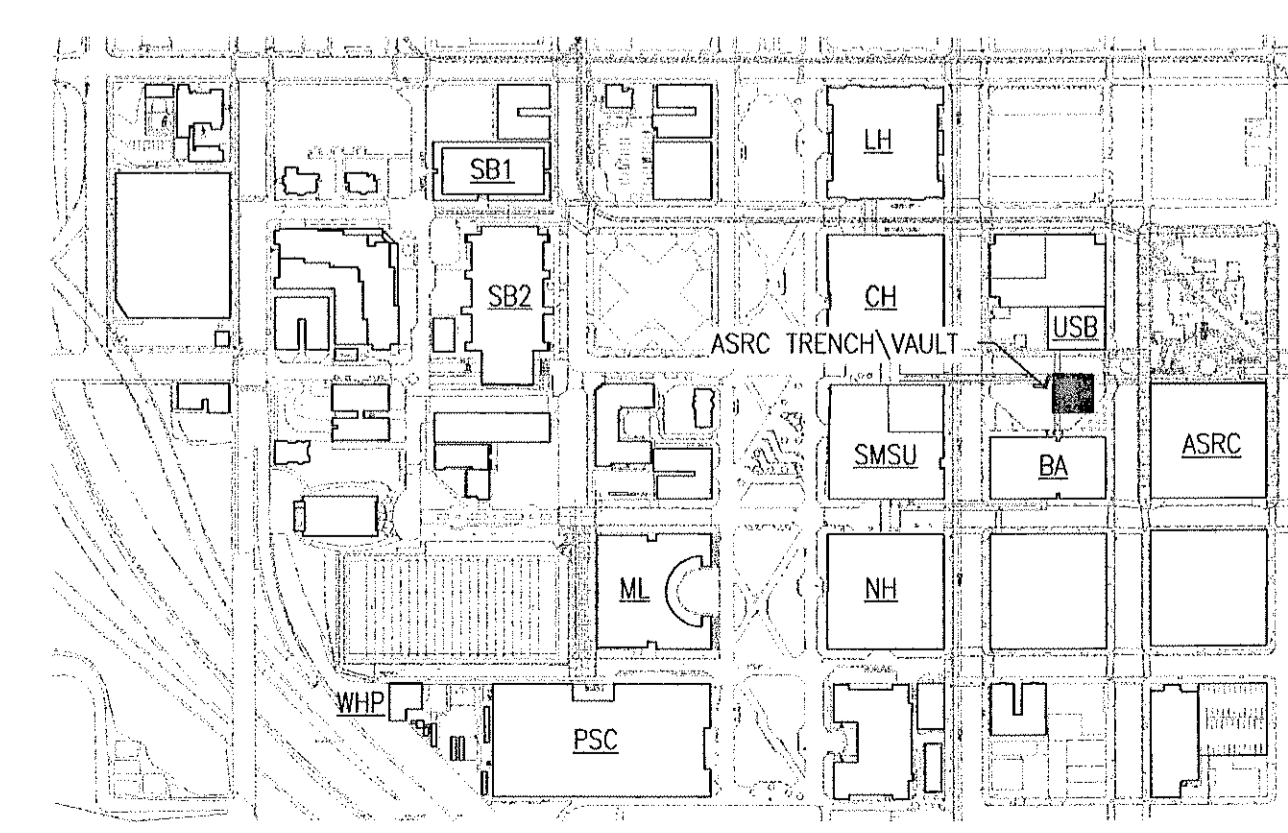 LH
SB1
SB2
CH
USB
ASRC TRENCH\VAULT
SMSU
BA
ASRC
ML
NH
WHP
PSC